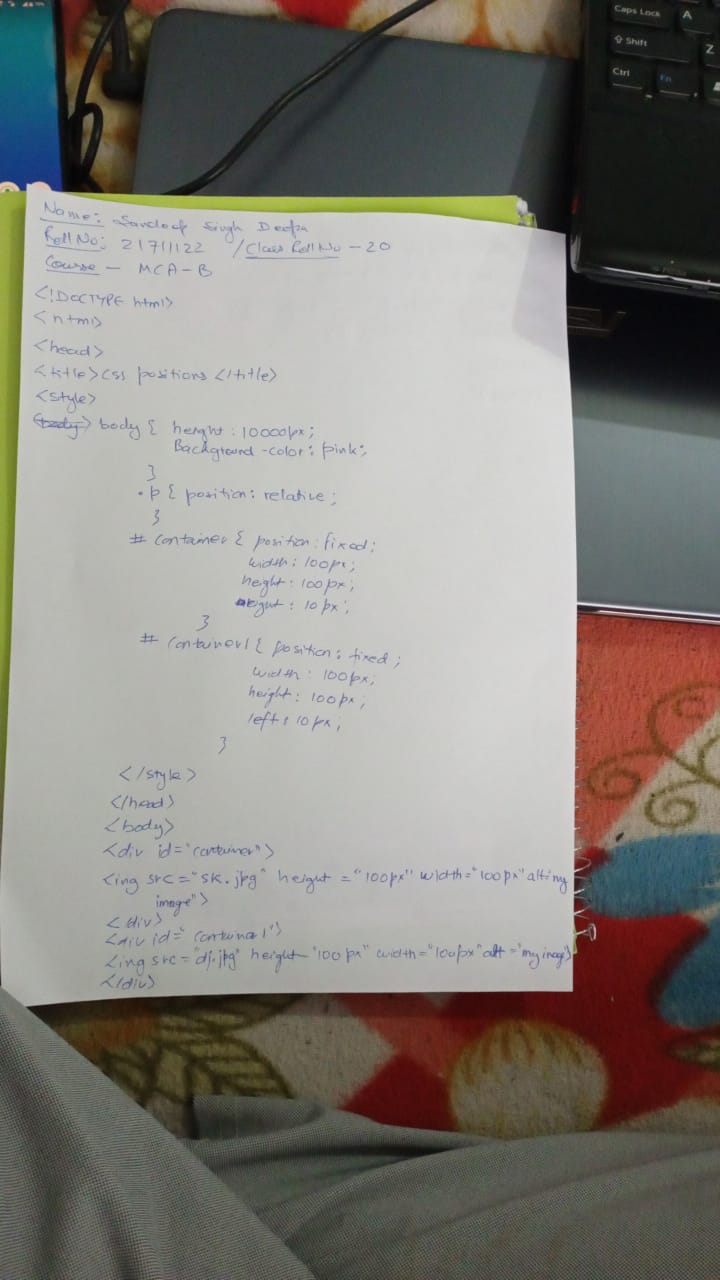 Caps Lock
A
Shift
Z
Ctrl
Fn
Name: Sandeep Singh Deopa
Roll No: 21711122 / Class Roll No - 20
Course - MCA-B
<!DOCTYPE html>
<html>
<head>
<title> CSS positions </title>
<style>
body { height: 10000px;
Background-color: pink;
}
.p { position: relative;
}
# container { position: fixed;
width: 100px;
height: 100px;
right: 10px;
}
# container1 { position: fixed;
width: 100px;
height: 100px;
left: 10px;
}
</style>
</head>
<body>
<div id="container">
<img src="sk.jpg" height="100px" width="100px" alt="my
image">
</div>
<div id="container1">
<img src="dj.jpg" height="100px" width="100px" alt="my image">
</div>